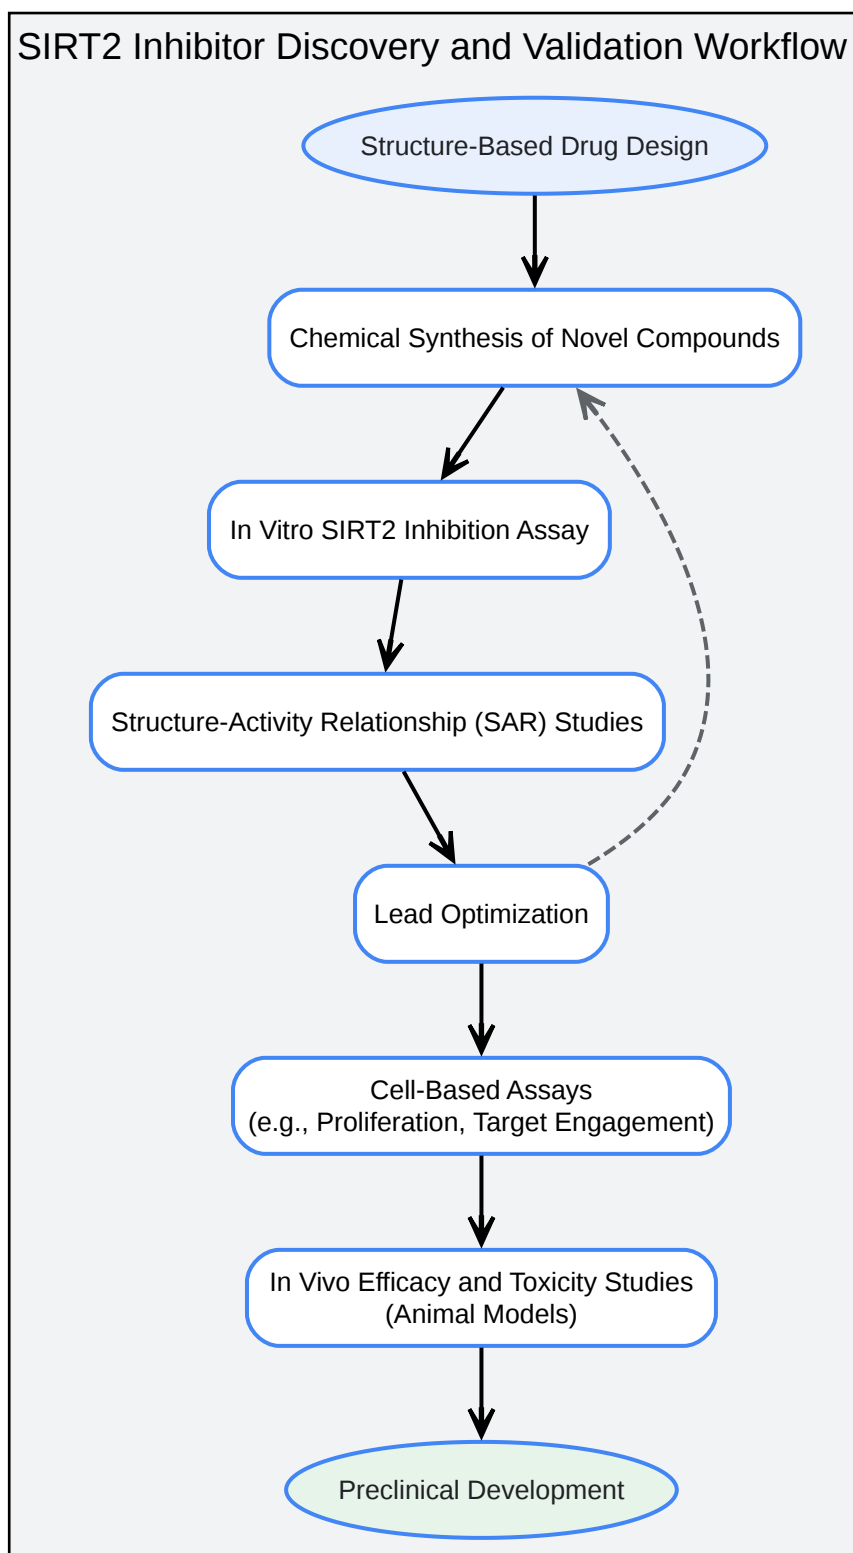 SIRT2 Inhibitor Discovery and Validation Workflow
Structure-Based Drug Design
Chemical Synthesis of Novel Compounds
In Vitro SIRT2 Inhibition Assay
Structure-Activity Relationship (SAR) Studies
Lead Optimization
Cell-Based Assays
(e.g., Proliferation, Target Engagement)
In Vivo Efficacy and Toxicity Studies
(Animal Models)
Preclinical Development